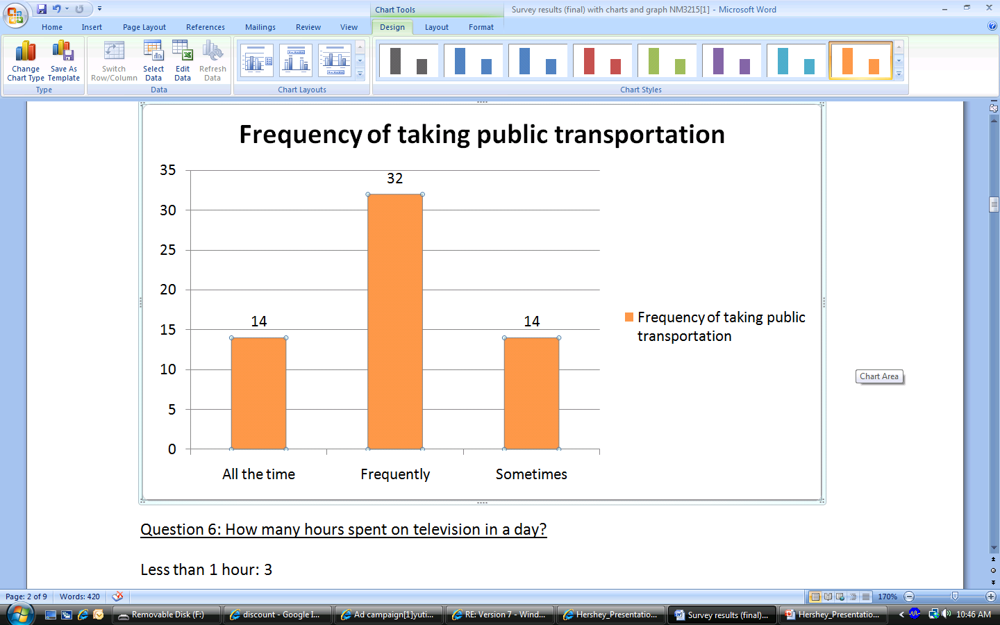 Chart Tools
Survey results (final) with charts and graph NM3215[1] - Microsoft Word
Home Insert Page Layout References Mailings Review View Design Layout Format
Change Chart Type
Save As Template
Switch Row/Column
Select Data
Edit Data
Refresh Data
Type
Data
Chart Layouts
Chart Styles
Frequency of taking public transportation
35
30
25
20
15
10
5
0
14
32
14
All the time
Frequently
Sometimes
Frequency of taking public
transportation
Chart Area
Question 6: How many hours spent on television in a day?
Less than 1 hour: 3
Page: 2 of 9 Words: 420 170%
Removable Disk (F:) discount - Google I... Ad campaign[1]yuti... RE: Version 7 - Wind... Hershey_Presentatio... Survey results (final)... Hershey_Presentatio... 10:46 AM